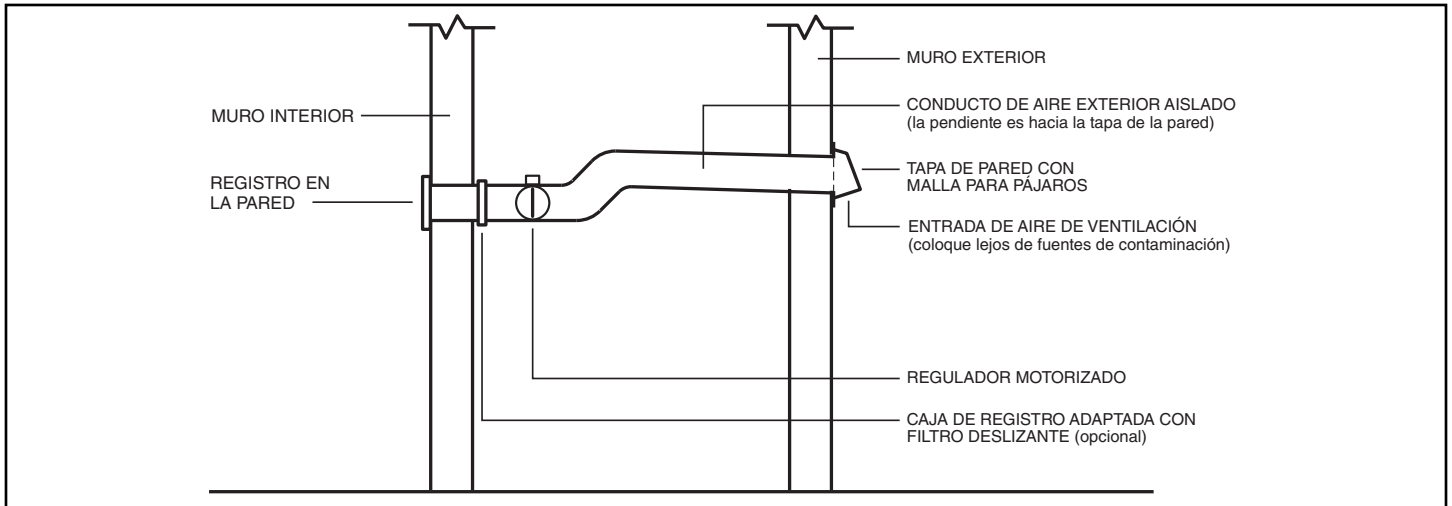 MURO INTERIOR
REGISTRO EN
LA PARED
MURO EXTERIOR
CONDUCTO DE AIRE EXTERIOR AISLADO
(la pendiente es hacia la tapa de la pared)
TAPA DE PARED CON
MALLA PARA PÁJAROS
ENTRADA DE AIRE DE VENTILACIÓN
(coloque lejos de fuentes de contaminación)
REGULADOR MOTORIZADO
CAJA DE REGISTRO ADAPTADA CON
FILTRO DESLIZANTE (opcional)